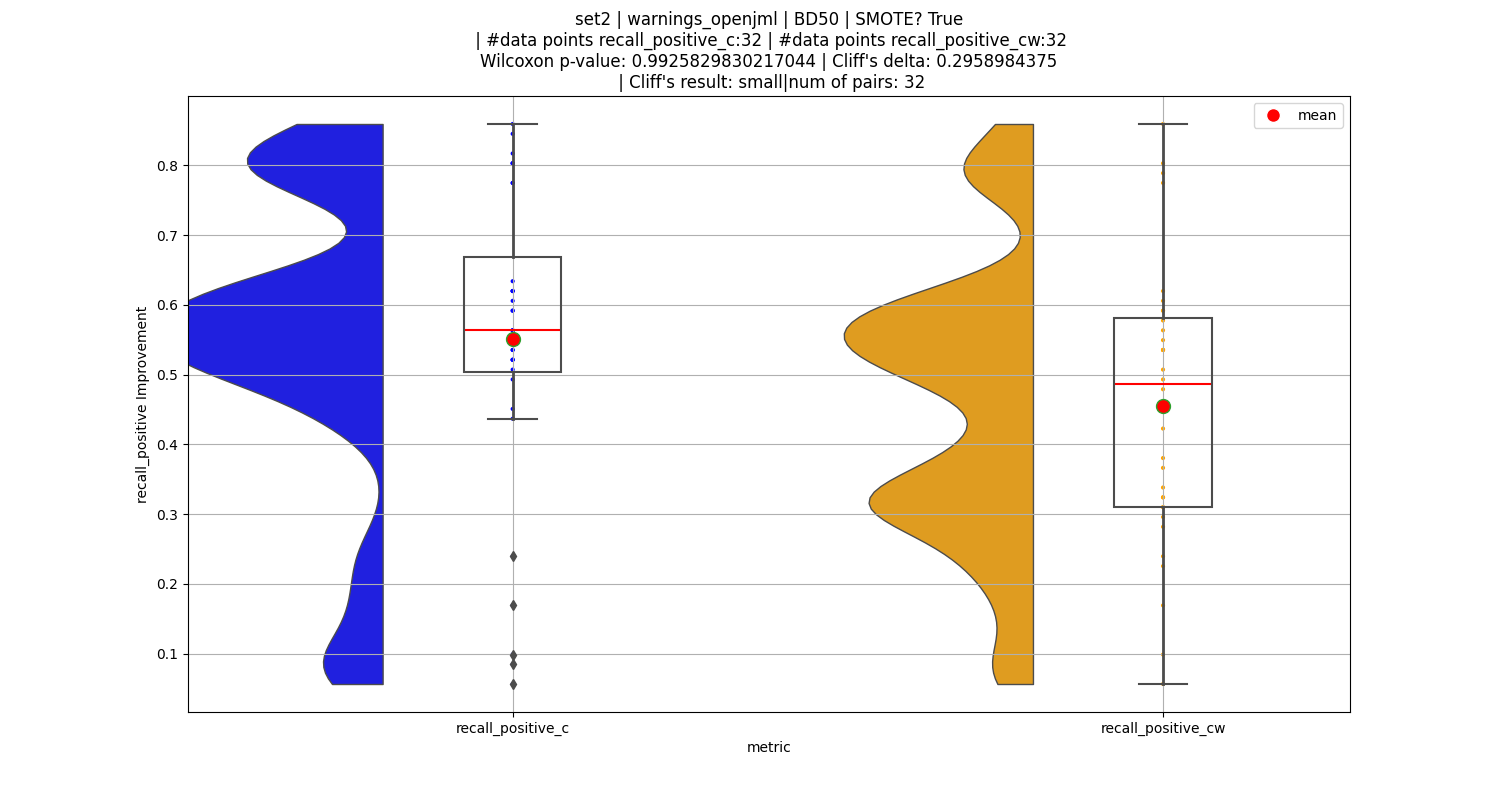 set2 | warnings_openjml | BD50 | SMOTE? True
| #data points recall_positive_c:32 | #data points recall_positive_cw:32
Wilcoxon p-value: 0.9925829830217044 | Cliff's delta: 0.2958984375
| Cliff's result: small|num of pairs: 32
mean
0.8
0.7
0.6
0.5
0.4
0.3
0.2
0.1
recall_positive Improvement
recall_positive_c
recall_positive_cw
metric